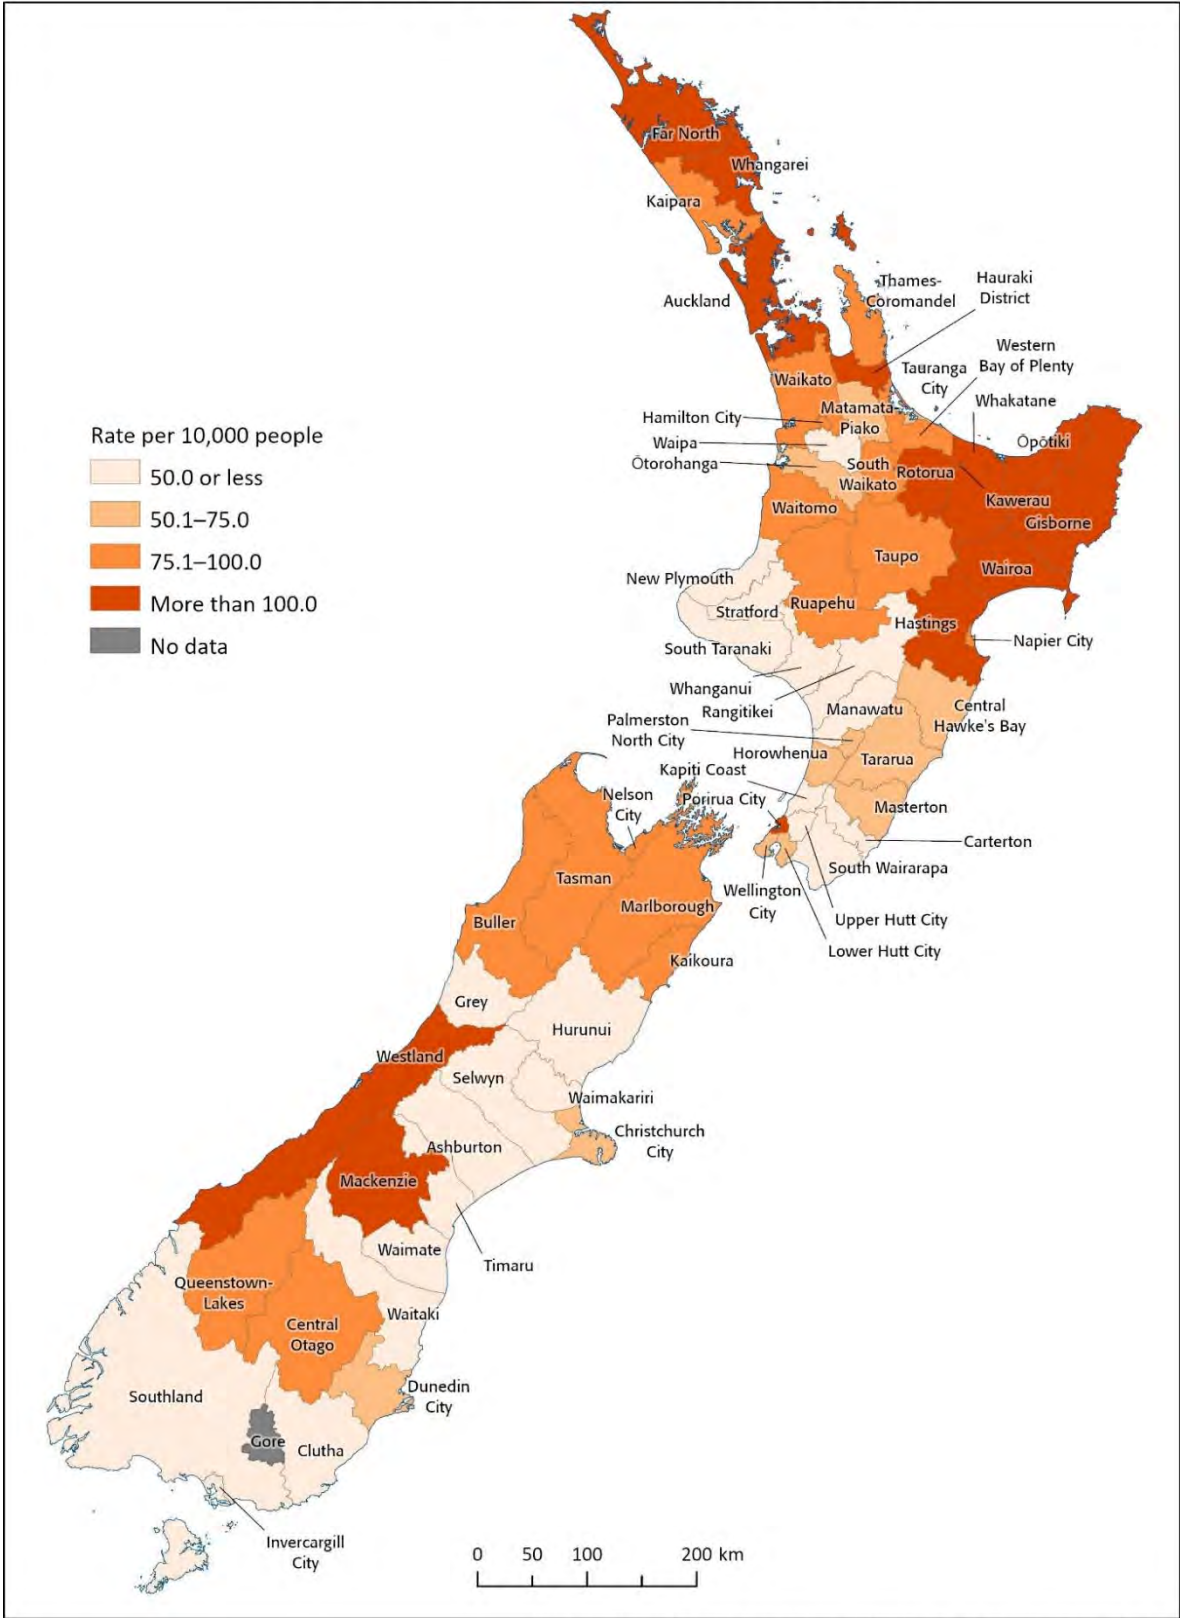 Far North
Whangarei
Kaipara
Auckland
Thames-
Coromandel
Hauraki
District
Western
Bay of Plenty
Tauranga
City
Whakatane
Waikato
Matamata-
Piako
Hamilton City
Waipa
Ōtorohanga
Ōpōtiki
South
Waikato
Rotorua
Kawerau
Gisborne
Waitomo
Taupo
Wairoa
New Plymouth
Stratford
Ruapehu
Hastings
Napier City
South Taranaki
Whanganui
Rangitikei
Manawatu
Central
Hawke's Bay
Palmerston
North City
Horowhenua
Tararua
Kapiti Coast
Porirua City
Masterton
Carterton
South Wairarapa
Wellington
City
Upper Hutt City
Lower Hutt City
Rate per 10,000 people
50.0 or less
50.1–75.0
75.1–100.0
More than 100.0
No data
Nelson
City
Tasman
Marlborough
Buller
Kaikoura
Grey
Hurunui
Westland
Selwyn
Waimakariri
Christchurch
City
Ashburton
Mackenzie
Waimate
Timaru
Queenstown-
Lakes
Waitaki
Central
Otago
Dunedin
City
Southland
Gore
Clutha
Invercargill
City
0 50 100 200 km